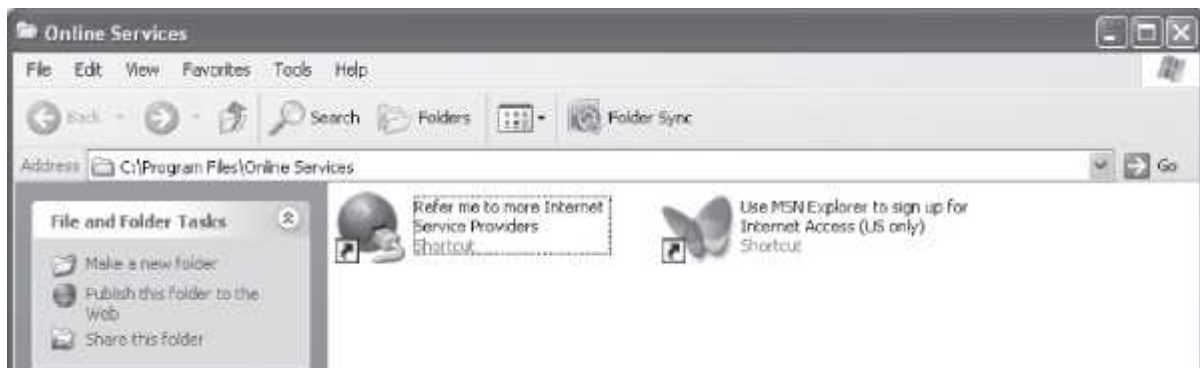 Online Services
File Edit View Favorites Tools Help
Back Search Folders Folder Sync
Address C:\Program Files\Online Services Go
File and Folder Tasks
Make a new folder
Publish this folder to the
Web
Share this folder
Refer me to more Internet
Service Providers
Shortcut
Use MSN Explorer to sign up for
Internet Access (US only)
Shortcut